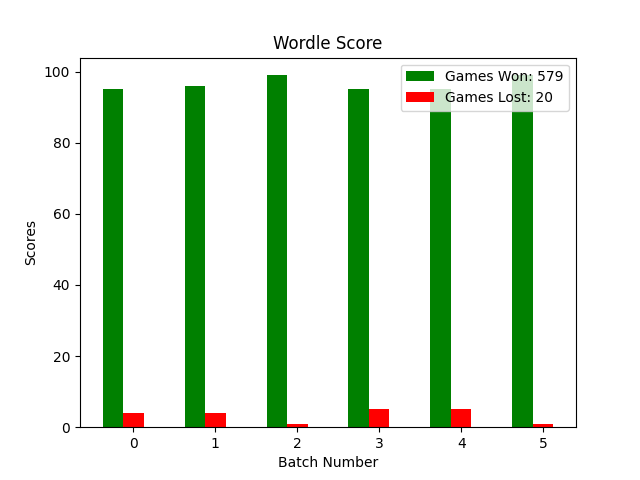 Wordle Score
Games Won: 579
Games Lost: 20
100
80
60
40
20
0
Scores
0 1 2 3 4 5
Batch Number